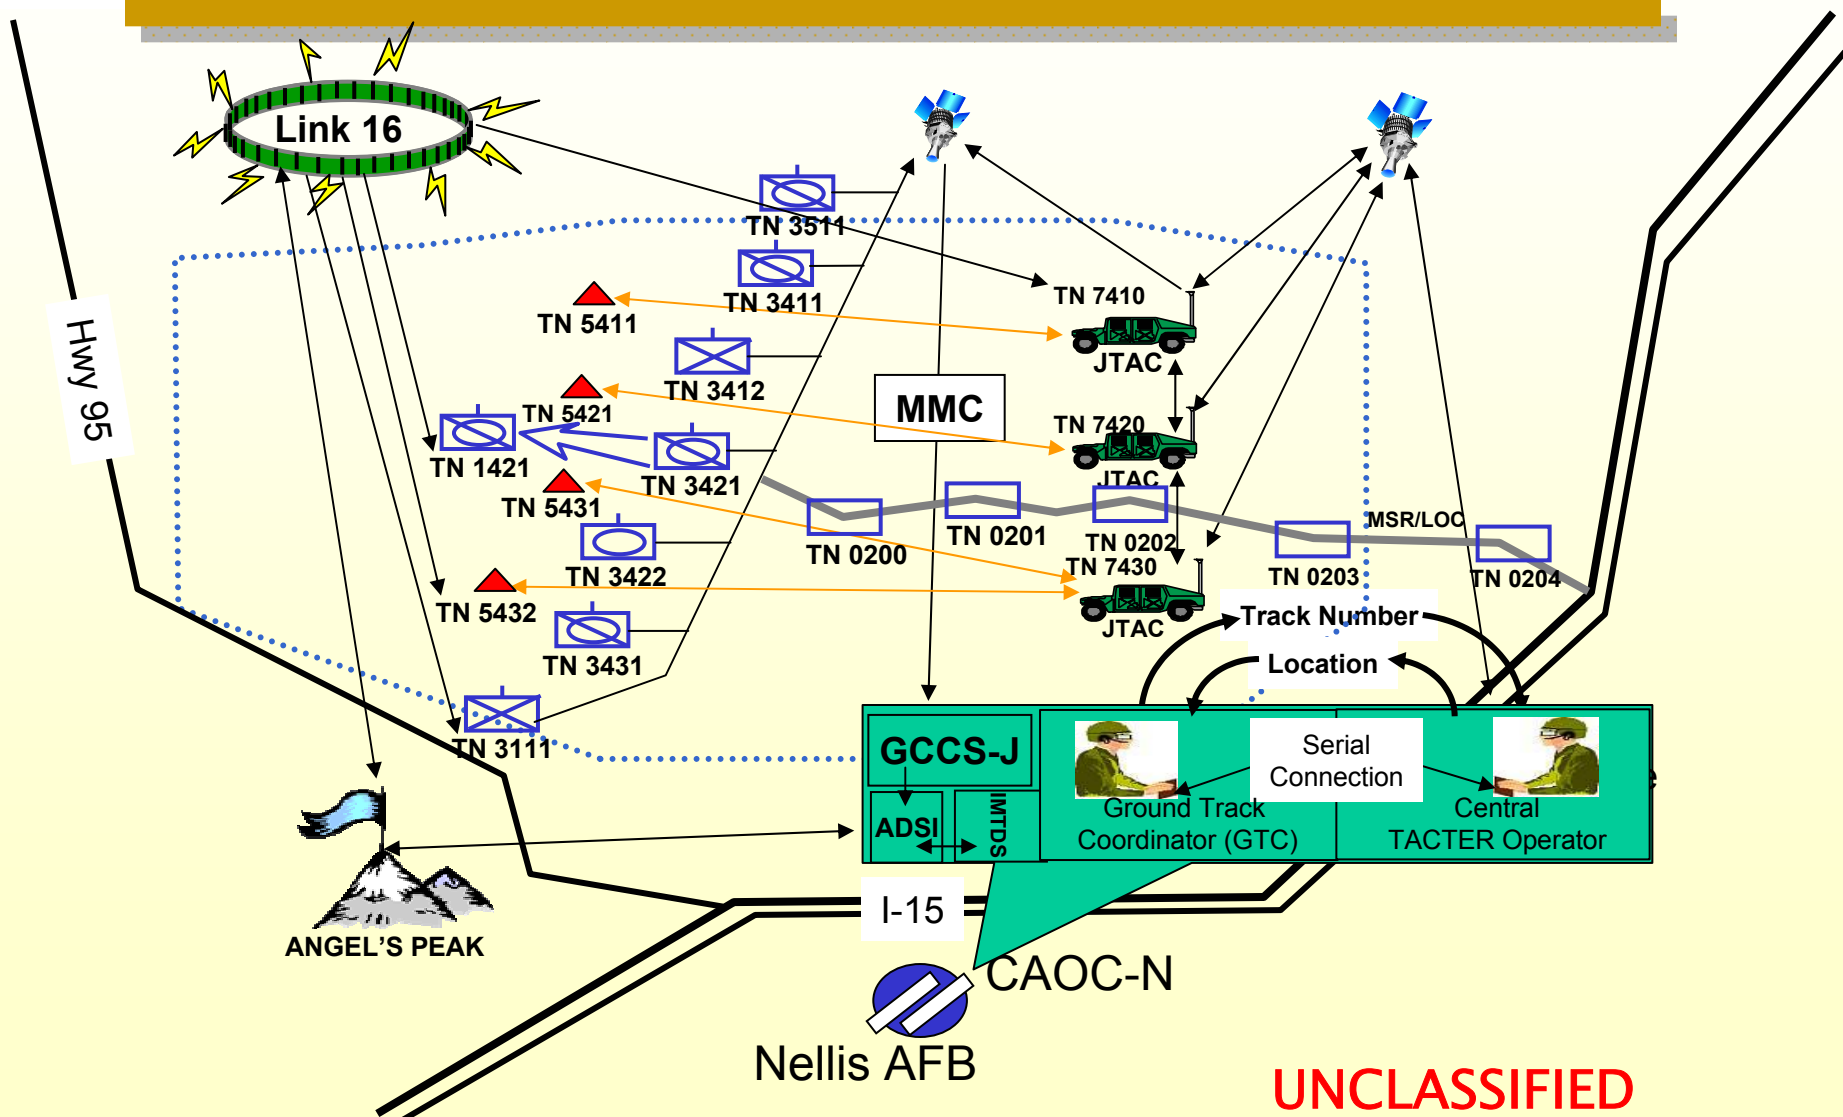 Link 16
TN 3511
TN 3411
TN 7410
TN 5411
JTAC
Hwy 95
TN 3412
MMC
TN 5421
TN 7420
TN 1421
TN 3421
JTAC
TN 5431
MSR/LOC
TN 0200
TN 0201
TN 0202
TN 3422
TN 7430
TN 0203
TN 0204
TN 5432
Track Number
JTAC
TN 3431
Location
TN 3111
GCCS-J
Serial
Connection
ADSI
IMTDS
Ground Track
Coordinator (GTC)
Central
TACTER Operator
I-15
ANGEL'S PEAK
CAOC-N
Nellis AFB
UNCLASSIFIED